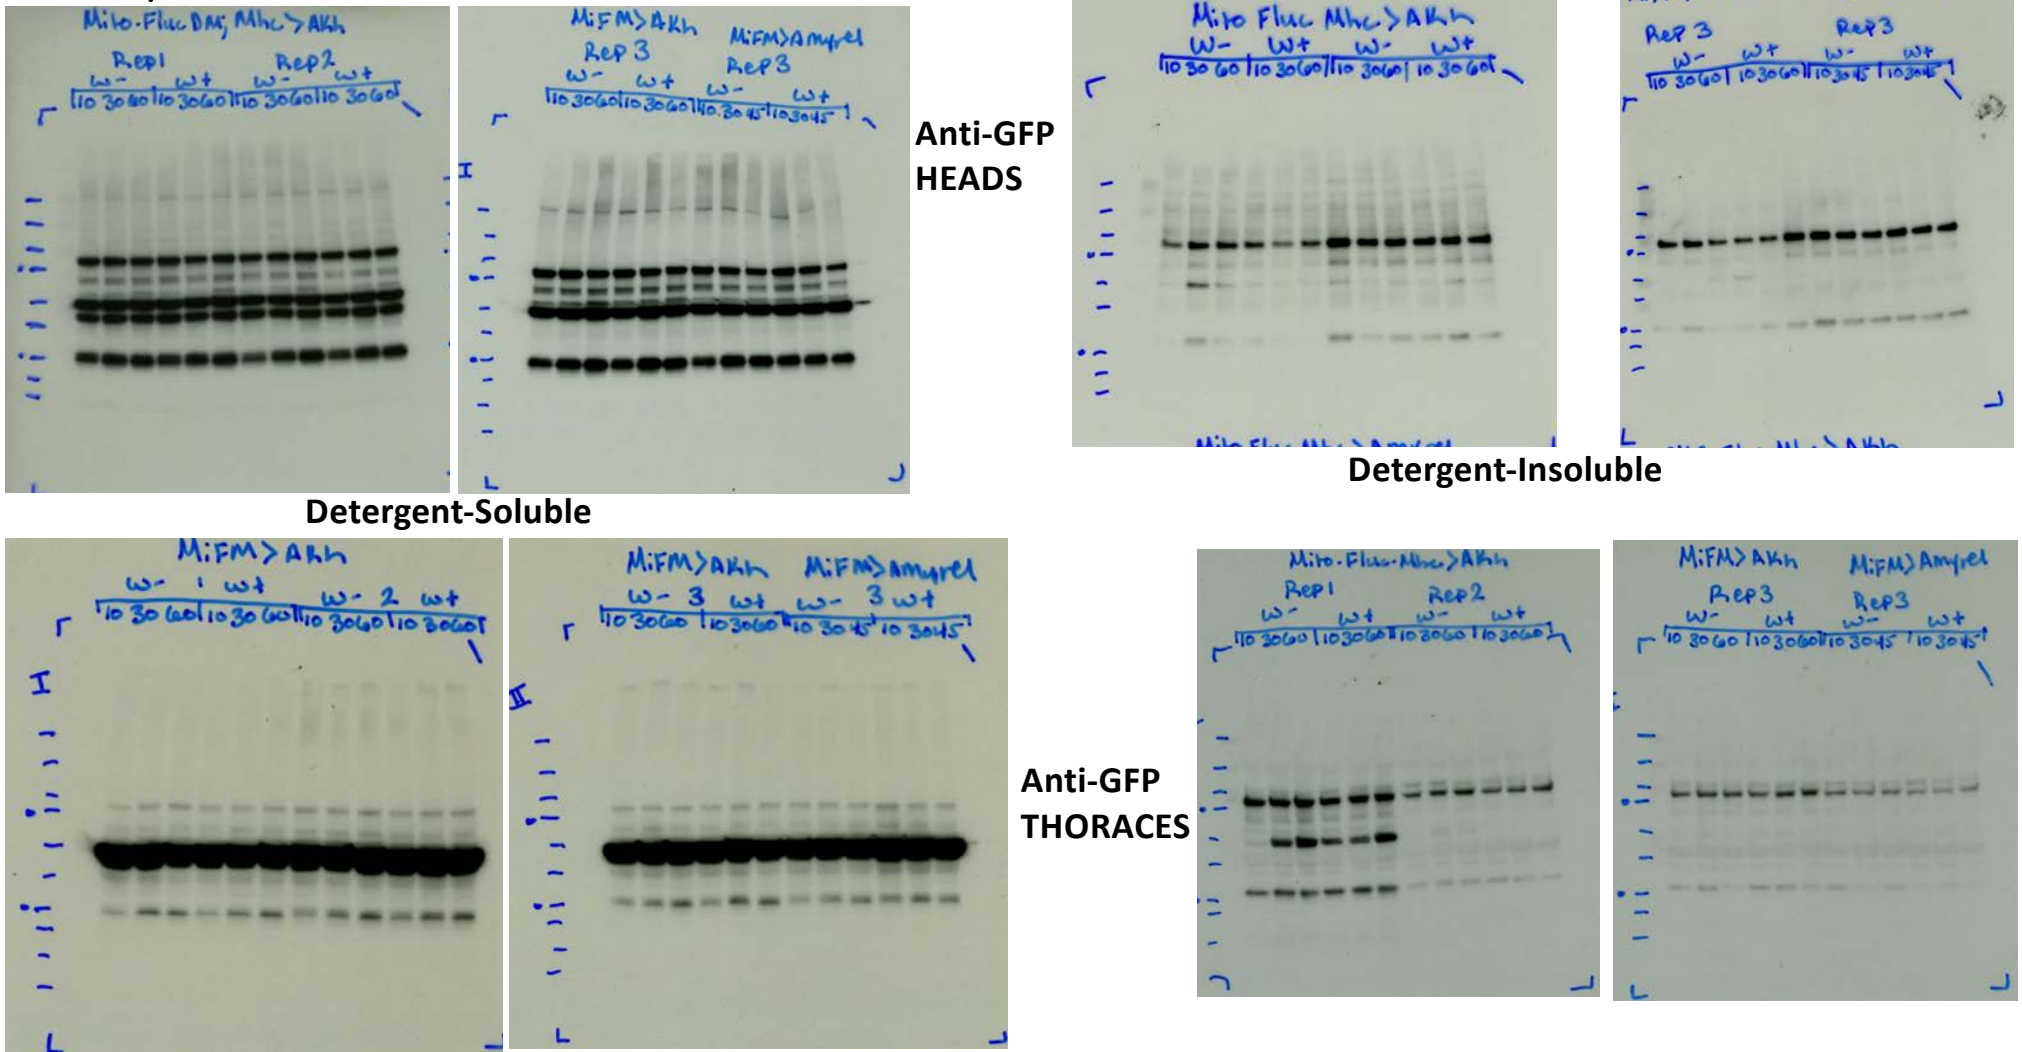 Mito-Fluc DM; Mhc>AKh
Rep1 Rep2
w- w+ w- w+
10 30 60 10 30 60 10 30 60 10 30 60
MiFM>AKh MiFM>Amyrel
Rep 3 Rep3
w- w+ w- w+
10 30 60 10 30 60 10 30 45 10 30 45
I
Anti-GFP
HEADS
Mito Fluc Mhc>AKh
w- w+ w- w+
10 30 60 10 30 60 10 30 60 10 30 60
Mito Fluc Mhc>Amyrel
Rep 3 Rep3
w- w+ w- w+
10 30 60 10 30 60 10 30 45 10 30 45
Detergent-Insoluble
Detergent-Soluble
MiFM>AKh
w- 1 w+ w- 2 w+
10 30 60 10 30 60 10 30 60 10 30 60
I
MiFM>AKh MiFM>Amyrel
w- 3 w+ w- 3 w+
10 30 60 10 30 60 10 30 45 10 30 45
II
Anti-GFP
THORACES
Mito-Fluc-Mhc>AKh
Rep1 Rep2
w- w+ w- w+
10 30 60 10 30 60 10 30 60 10 30 60
MiFM>AKh MiFM>Amyrel
Rep3 Rep3
w- w+ w- w+
10 30 60 10 30 60 10 30 45 10 30 45